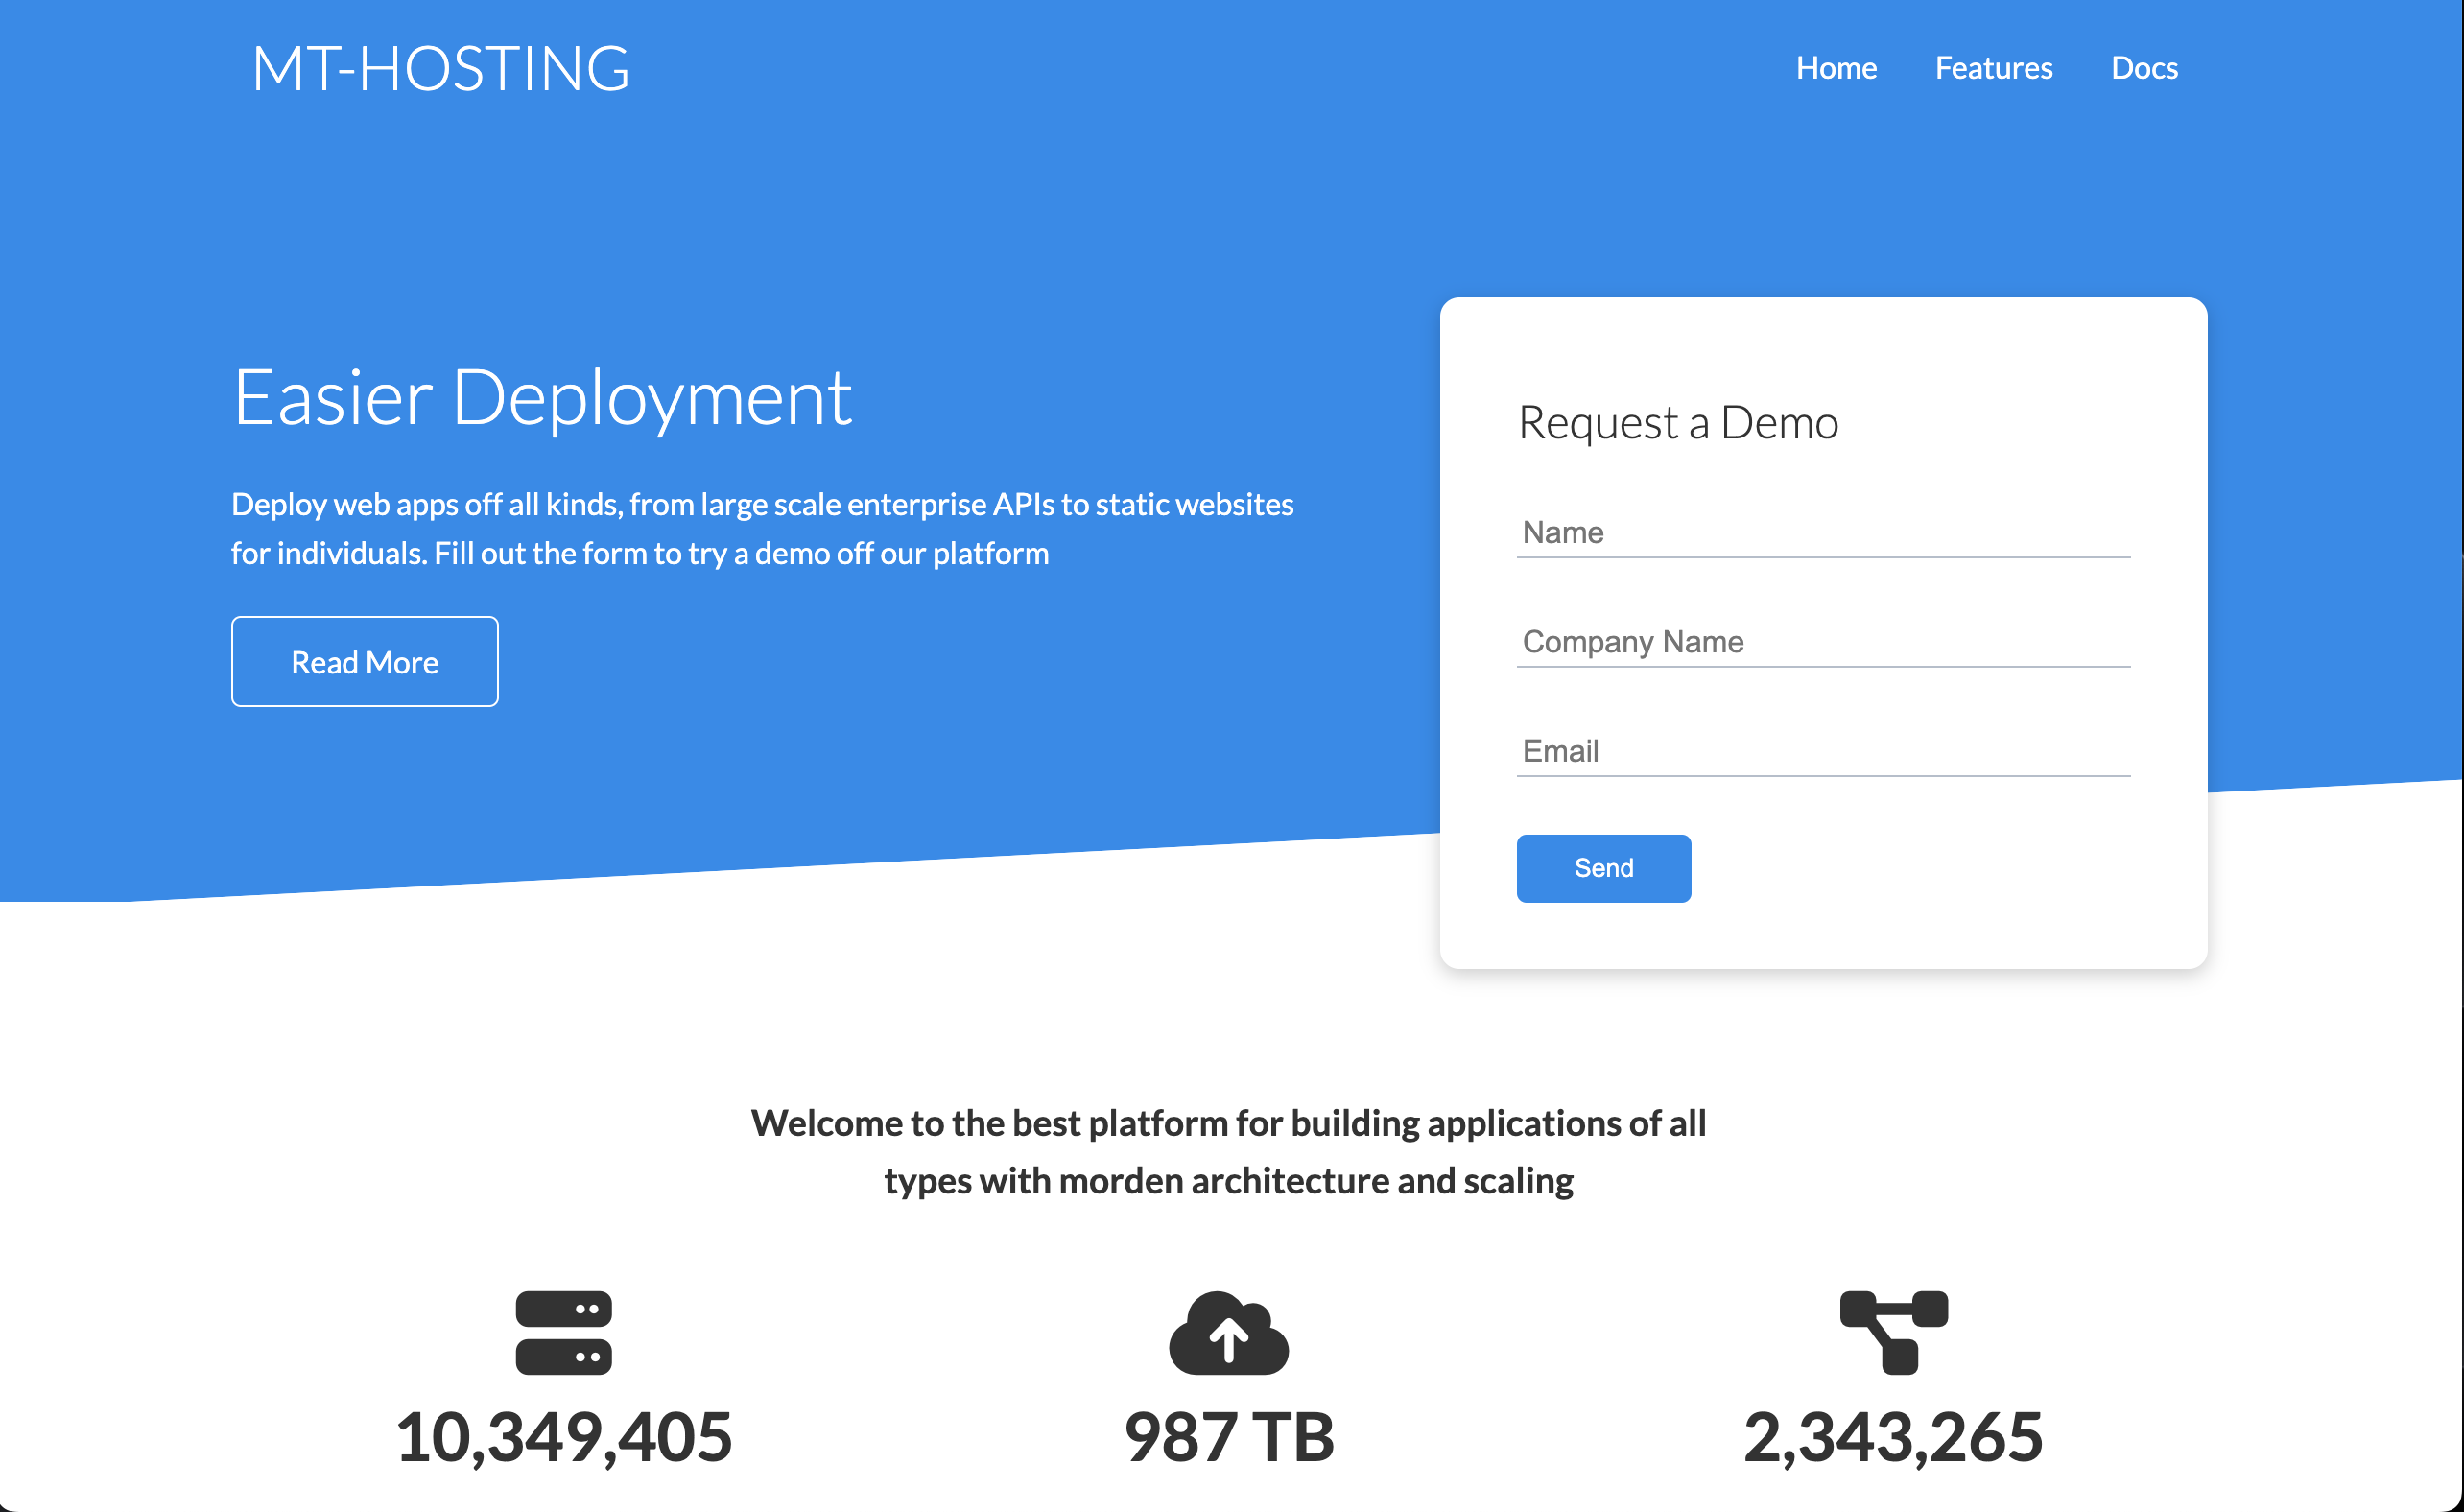 MT-HOSTING
Home Features Docs
Easier Deployment
Deploy web apps off all kinds, from large scale enterprise APIs to static websites
for individuals. Fill out the form to try a demo off our platform
Read More
Request a Demo
Name
Company Name
Email
Send
Welcome to the best platform for building applications of all
types with morden architecture and scaling
10,349,405
987 TB
2,343,265